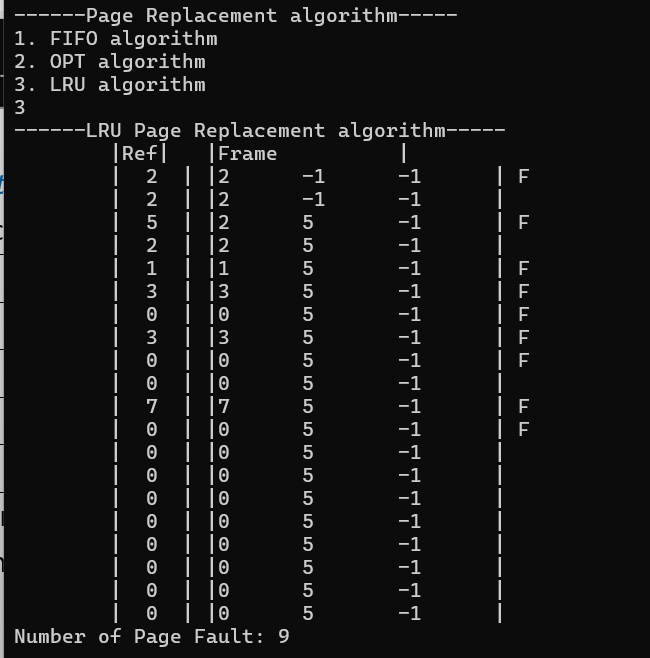 ------Page Replacement algorithm-----
1. FIFO algorithm
2. OPT algorithm
3. LRU algorithm
3
------LRU Page Replacement algorithm-----
|Ref| |Frame |
| 2 | |2 -1 -1 | F
| 2 | |2 -1 -1 |
| 5 | |2 5 -1 | F
| 2 | |2 5 -1 |
| 1 | |1 5 -1 | F
| 3 | |3 5 -1 | F
| 0 | |0 5 -1 | F
| 3 | |3 5 -1 | F
| 0 | |0 5 -1 | F
| 0 | |0 5 -1 |
| 7 | |7 5 -1 | F
| 0 | |0 5 -1 | F
| 0 | |0 5 -1 |
| 0 | |0 5 -1 |
| 0 | |0 5 -1 |
| 0 | |0 5 -1 |
| 0 | |0 5 -1 |
| 0 | |0 5 -1 |
| 0 | |0 5 -1 |
| 0 | |0 5 -1 |
Number of Page Fault: 9